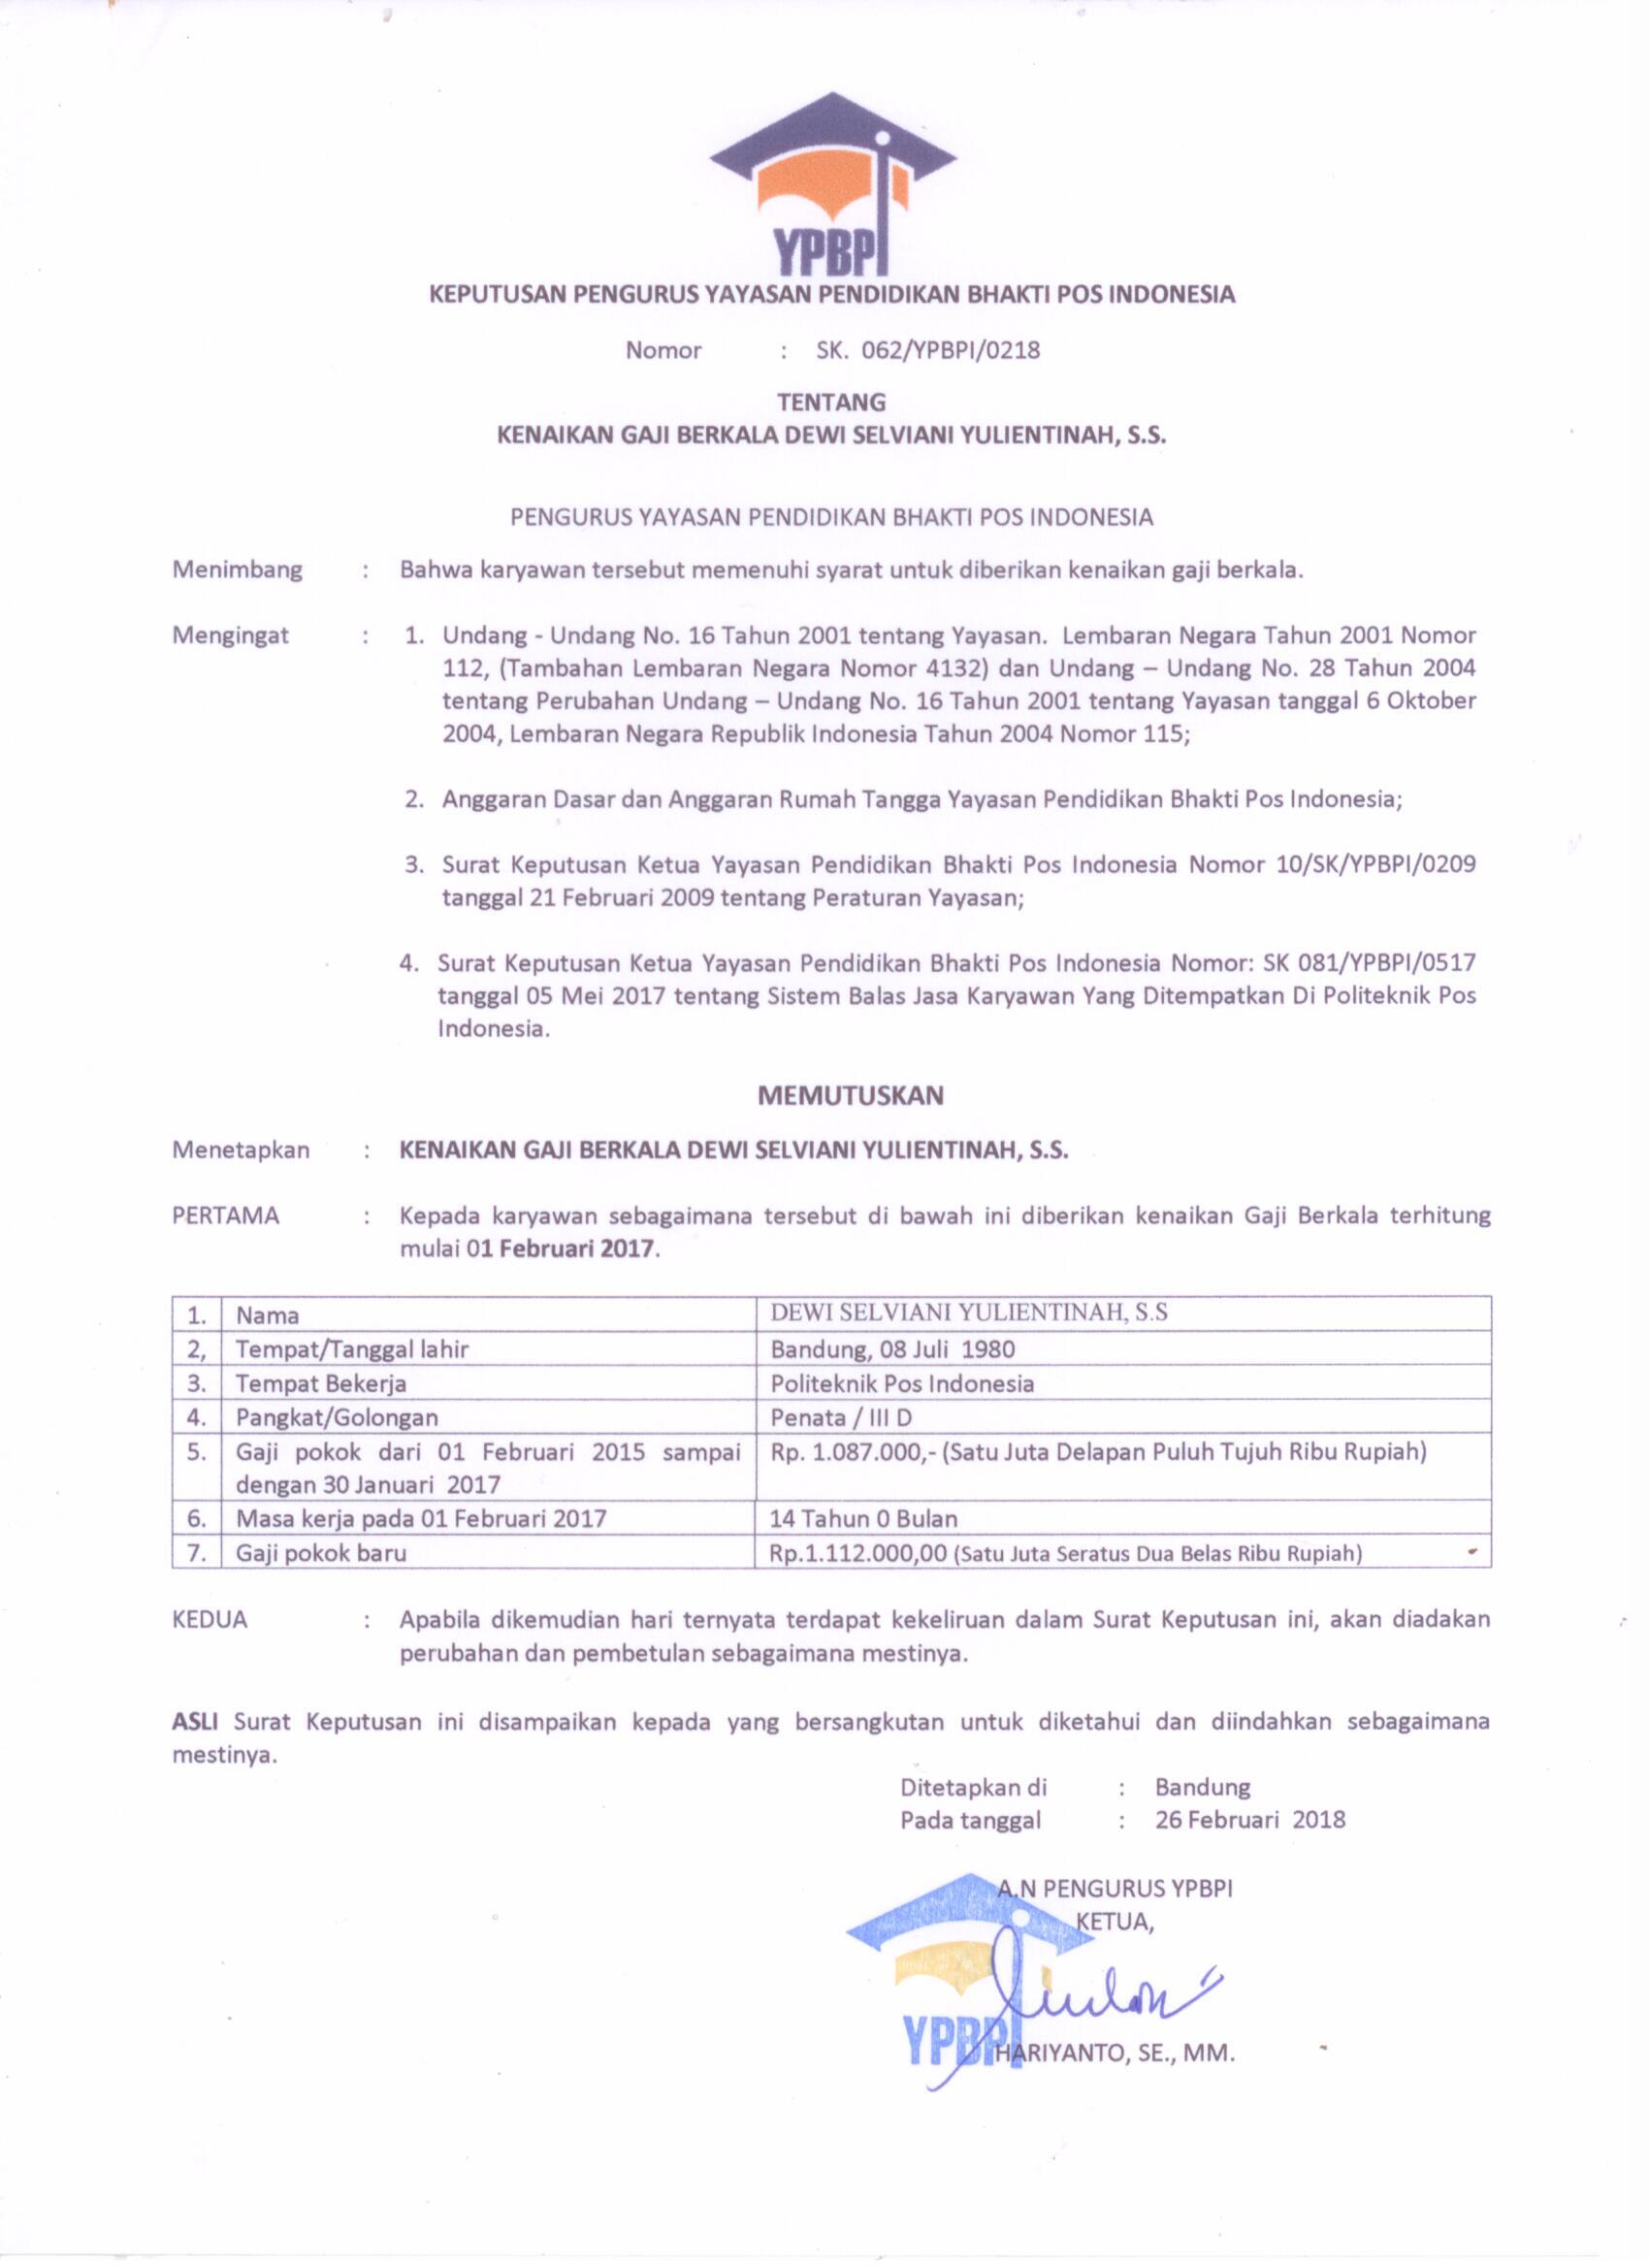 YPBPI
KEPUTUSAN PENGURUS YAYASAN PENDIDIKAN BHAKTI POS INDONESIA
Nomor : SK. 062/YPBPI/0218
TENTANG
KENAIKAN GAJI BERKALA DEWI SELVIANI YULIENTINAH, S.S.
PENGURUS YAYASAN PENDIDIKAN BHAKTI POS INDONESIA
Menimbang : Bahwa karyawan tersebut memenuhi syarat untuk diberikan kenaikan gaji berkala.
Mengingat : 1. Undang - Undang No. 16 Tahun 2001 tentang Yayasan. Lembaran Negara Tahun 2001 Nomor
112, (Tambahan Lembaran Negara Nomor 4132) dan Undang – Undang No. 28 Tahun 2004
tentang Perubahan Undang – Undang No. 16 Tahun 2001 tentang Yayasan tanggal 6 Oktober
2004, Lembaran Negara Republik Indonesia Tahun 2004 Nomor 115;
2. Anggaran Dasar dan Anggaran Rumah Tangga Yayasan Pendidikan Bhakti Pos Indonesia;
3. Surat Keputusan Ketua Yayasan Pendidikan Bhakti Pos Indonesia Nomor 10/SK/YPBPI/0209
tanggal 21 Februari 2009 tentang Peraturan Yayasan;
4. Surat Keputusan Ketua Yayasan Pendidikan Bhakti Pos Indonesia Nomor: SK 081/YPBPI/0517
tanggal 05 Mei 2017 tentang Sistem Balas Jasa Karyawan Yang Ditempatkan Di Politeknik Pos
Indonesia.
MEMUTUSKAN
Menetapkan : KENAIKAN GAJI BERKALA DEWI SELVIANI YULIENTINAH, S.S.
PERTAMA : Kepada karyawan sebagaimana tersebut di bawah ini diberikan kenaikan Gaji Berkala terhitung
mulai 01 Februari 2017.
1. Nama DEWI SELVIANI YULIENTINAH, S.S
2, Tempat/Tanggal lahir Bandung, 08 Juli 1980
3. Tempat Bekerja Politeknik Pos Indonesia
4. Pangkat/Golongan Penata / III D
5. Gaji pokok dari 01 Februari 2015 sampai Rp. 1.087.000,- (Satu Juta Delapan Puluh Tujuh Ribu Rupiah)
dengan 30 Januari 2017
6. Masa kerja pada 01 Februari 2017 14 Tahun 0 Bulan
7. Gaji pokok baru Rp.1.112.000,00 (Satu Juta Seratus Dua Belas Ribu Rupiah)
KEDUA : Apabila dikemudian hari ternyata terdapat kekeliruan dalam Surat Keputusan ini, akan diadakan
perubahan dan pembetulan sebagaimana mestinya.
ASLI Surat Keputusan ini disampaikan kepada yang bersangkutan untuk diketahui dan diindahkan sebagaimana
mestinya.
Ditetapkan di : Bandung
Pada tanggal : 26 Februari 2018
A.N PENGURUS YPBPI
KETUA,
YPBPI
HARIYANTO, SE., MM.